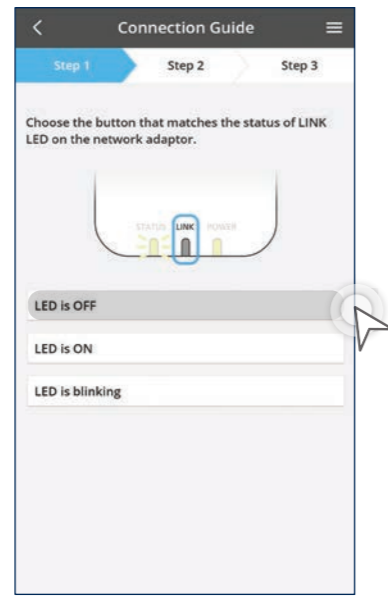 Connection Guide
Step 1
Step 2
Step 3
Choose the button that matches the status of LINK
LED on the network adaptor.
STATUS LINK POWER
LED is OFF
LED is ON
LED is blinking